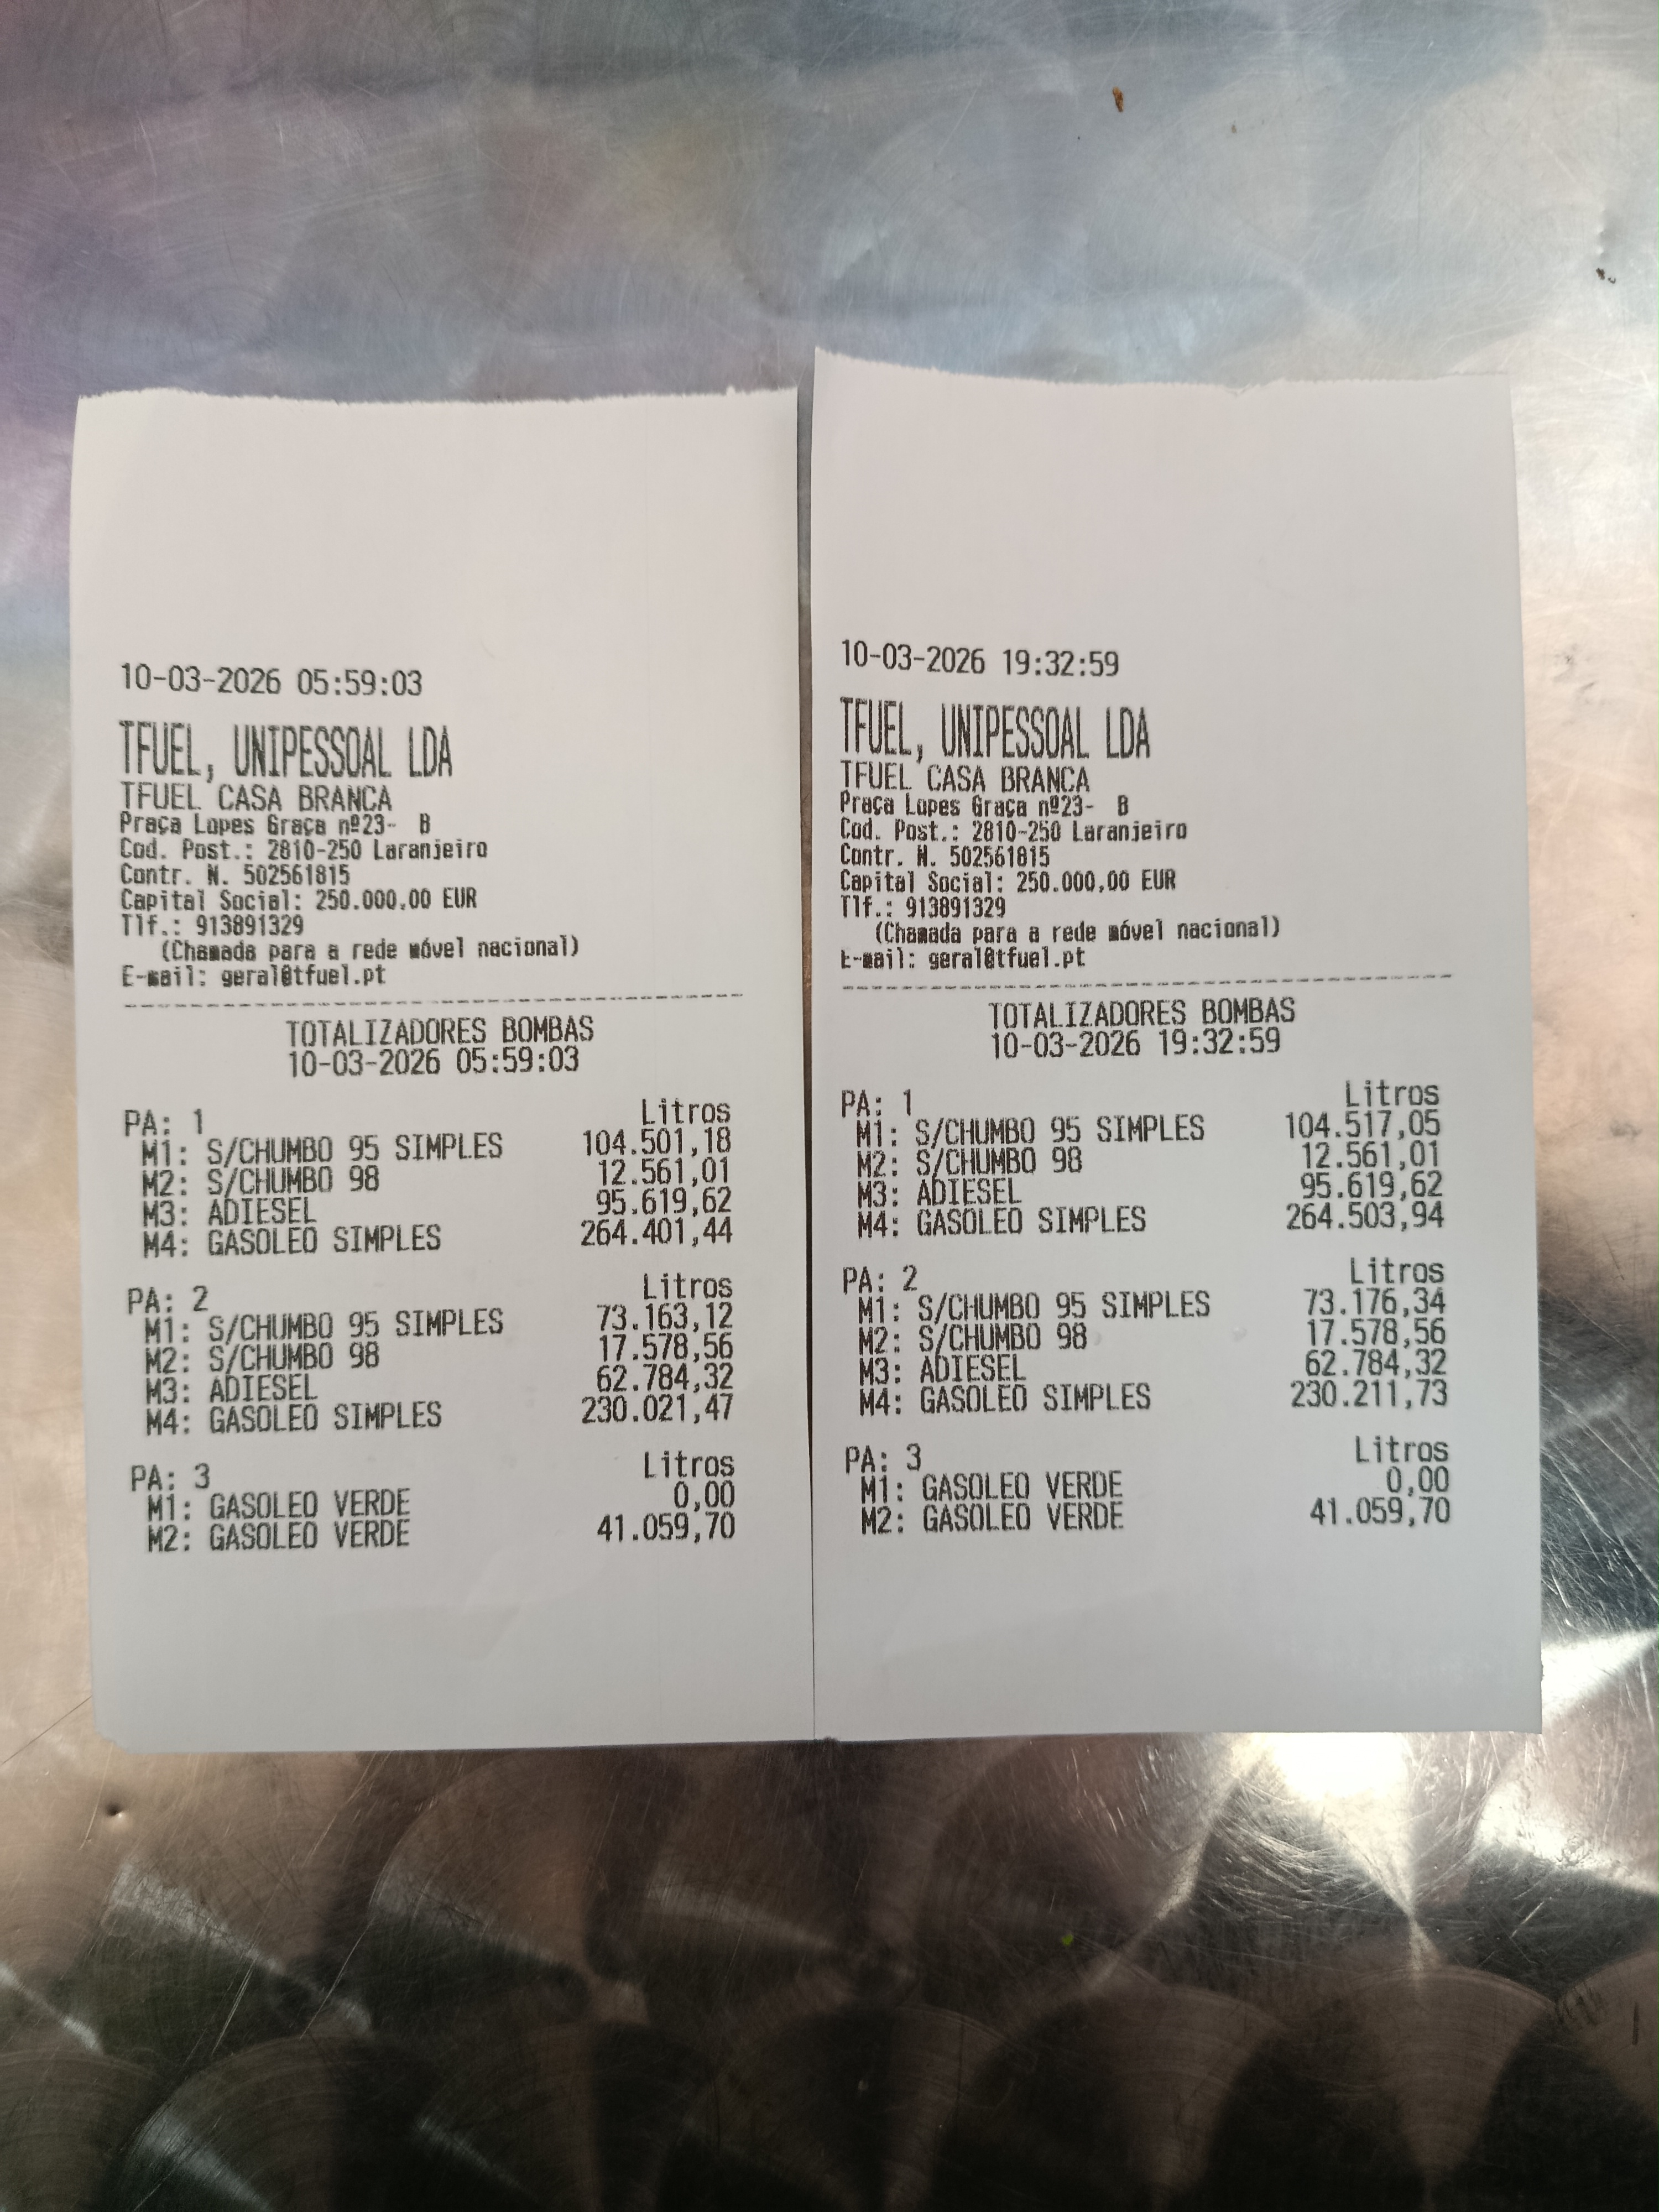 10-03-2026 05:59:03
TFUEL, UNIPESSOAL LDA
TFUEL CASA BRANCA
Praça Lopes Graça nº23-  B
Cod. Post.: 2810-250 Laranjeiro
Contr. N. 502561815
Capital Social: 250.000,00 EUR
Tlf.: 913891329
(Chamada para a rede móvel nacional)
E-mail: geral@tfuel.pt
TOTALIZADORES BOMBAS
10-03-2026 05:59:03
PA: 1 Litros
M1: S/CHUMBO 95 SIMPLES 104.501,18
M2: S/CHUMBO 98 12.561,01
M3: ADIESEL 95.619,62
M4: GASOLEO SIMPLES 264.401,44
PA: 2 Litros
M1: S/CHUMBO 95 SIMPLES 73.163,12
M2: S/CHUMBO 98 17.578,56
M3: ADIESEL 62.784,32
M4: GASOLEO SIMPLES 230.021,47
PA: 3 Litros
M1: GASOLEO VERDE 0,00
M2: GASOLEO VERDE 41.059,70
10-03-2026 19:32:59
TFUEL, UNIPESSOAL LDA
TFUEL CASA BRANCA
Praça Lopes Graça nº23-  B
Cod. Post.: 2810-250 Laranjeiro
Contr. N. 502561815
Capital Social: 250.000,00 EUR
Tlf.: 913891329
(Chamada para a rede móvel nacional)
E-mail: geral@tfuel.pt
TOTALIZADORES BOMBAS
10-03-2026 19:32:59
PA: 1 Litros
M1: S/CHUMBO 95 SIMPLES 104.517,05
M2: S/CHUMBO 98 12.561,01
M3: ADIESEL 95.619,62
M4: GASOLEO SIMPLES 264.503,94
PA: 2 Litros
M1: S/CHUMBO 95 SIMPLES 73.176,34
M2: S/CHUMBO 98 17.578,56
M3: ADIESEL 62.784,32
M4: GASOLEO SIMPLES 230.211,73
PA: 3 Litros
M1: GASOLEO VERDE 0,00
M2: GASOLEO VERDE 41.059,70